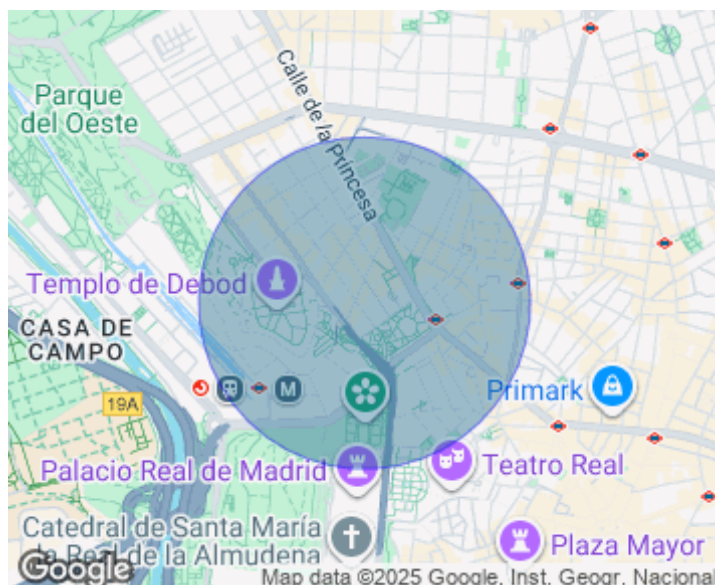 Parque
del Oeste
Calle de la Princesa
Templo de Debod
CASA DE
CAMPO
M
19A
Primark
Palacio Real de Madrid
Teatro Real
Catedral de Santa María
la Real de la Almudena
Plaza Mayor
Google
Map data ©2025 Google, Inst. Geogr. Nacional